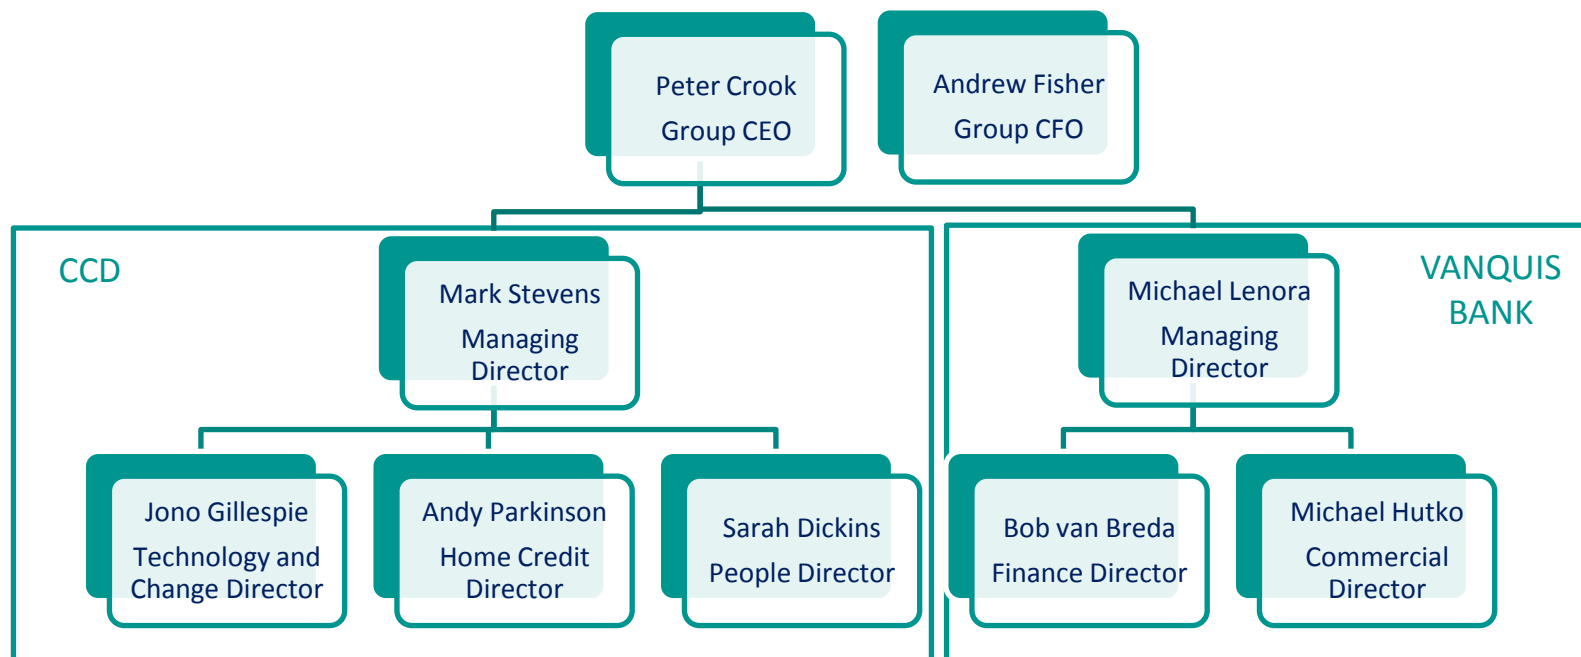 Peter Crook
Group CEO
Andrew Fisher
Group CFO
CCD
Mark Stevens
Managing
Director
VANQUIS
BANK
Michael Lenora
Managing
Director
Jono Gillespie
Technology and
Change Director
Andy Parkinson
Home Credit
Director
Sarah Dickins
People Director
Bob van Breda
Finance Director
Michael Hutko
Commercial
Director